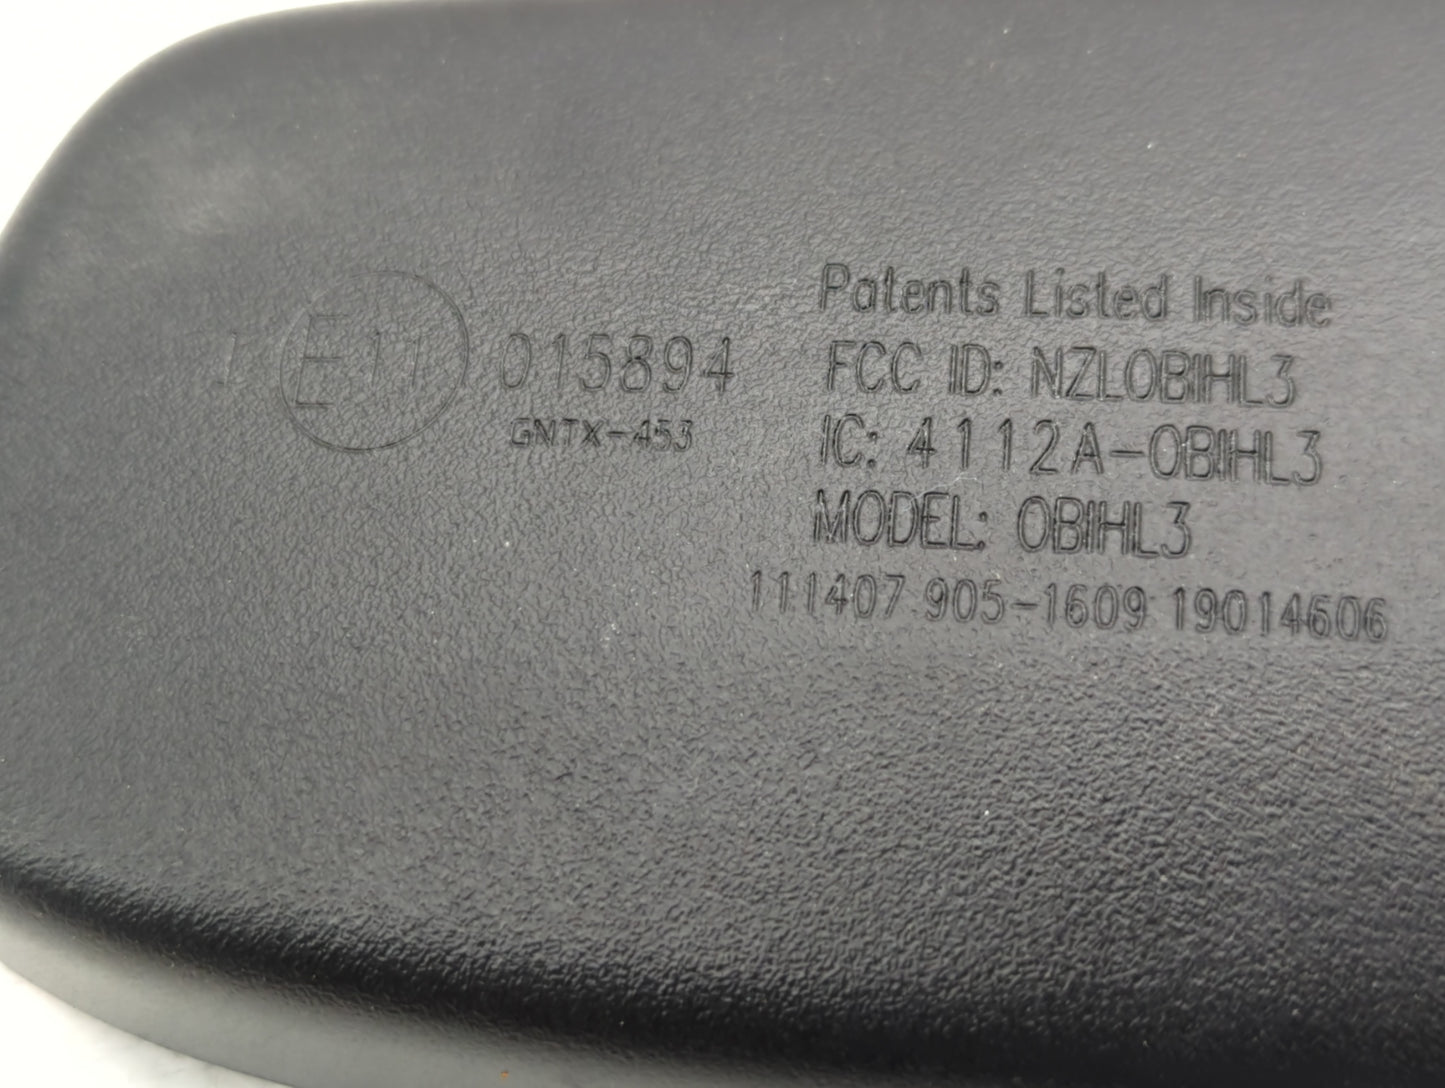 I E11 015894
GNTX-453
Patents Listed Inside
FCC ID: NZLOBIHL3
IC: 4112A-OBIHL3
MODEL: OBIHL3
111407 905-1609 19014606